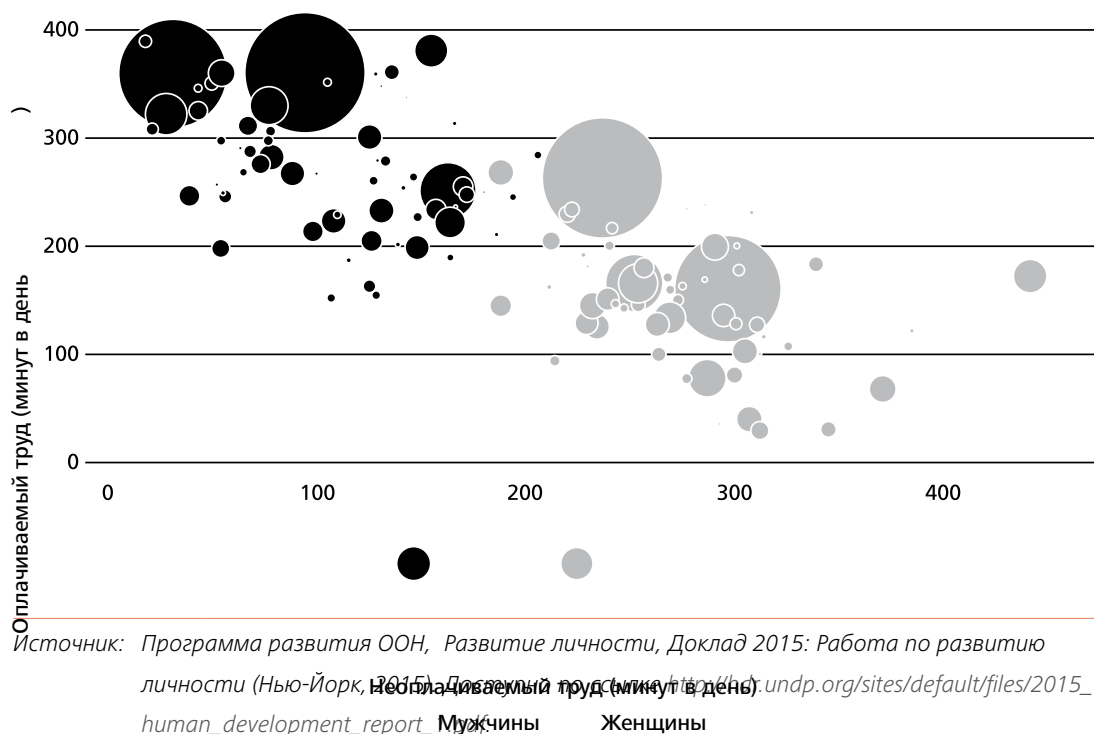 400
300
200
100
0
0 100 200 300 400
Оплачиваемый труд (минут в день
)
Источник: Программа развития ООН, Развитие личности, Доклад 2015: Работа по развитию
личности (Нью-Йорк, 2015). Доступно по ссылке http://hdr.undp.org/sites/default/files/2015_
Неоплачиваемый труд (минут в день)
human_development_report_1.pdf.
Мужчины Женщины